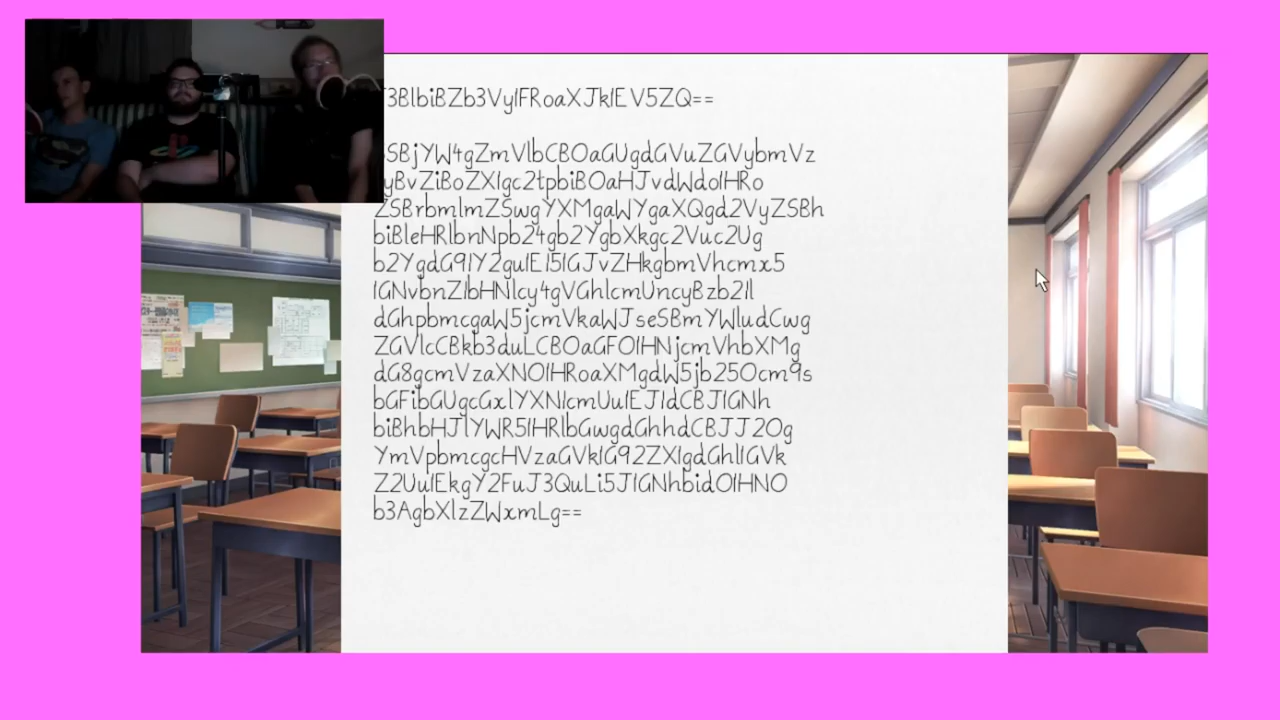 3BlbiBZb3VyIFRoaXJkIEV5ZQ==
SBjYW4gZmVlbCB0aGUgdGVuZGVybmVz
yBvZiBoZXIgc2tpbiB0aHJvdWdoIHRo
ZSBrbmlmZSwgYXMgaWYgaXQgd2VyZSBh
biBleHRlbnNpb24gb2YgbXkgc2Vuc2Ug
b2YgdG91Y2guIE15IGJvZHkgbmVhcmx5
IGNvbnZ1bHNlcy4gVGhlcmUncyBzb21l
dGhpbmcgaW5jcmVkaWJseSBmYWludCwg
ZGVlcCBkb3duLCB0aGF0IHNjcmVhbXMg
dG8gcmVzaXN0IHRoaXMgdW5jb250cm9s
bGFibGUgcGxlYXN1cmUuIEJ1dCBJIGNh
biBhbHJlYWR5IHRlbGwgdGhhdCBJJ20g
YmVpbmcgcHVzaGVkIG92ZXIgdGhlIGVk
Z2UuIEkgY2FuJ3QuLi5JIGNhbid0IHN0
b3AgbXlzZWxmLg==